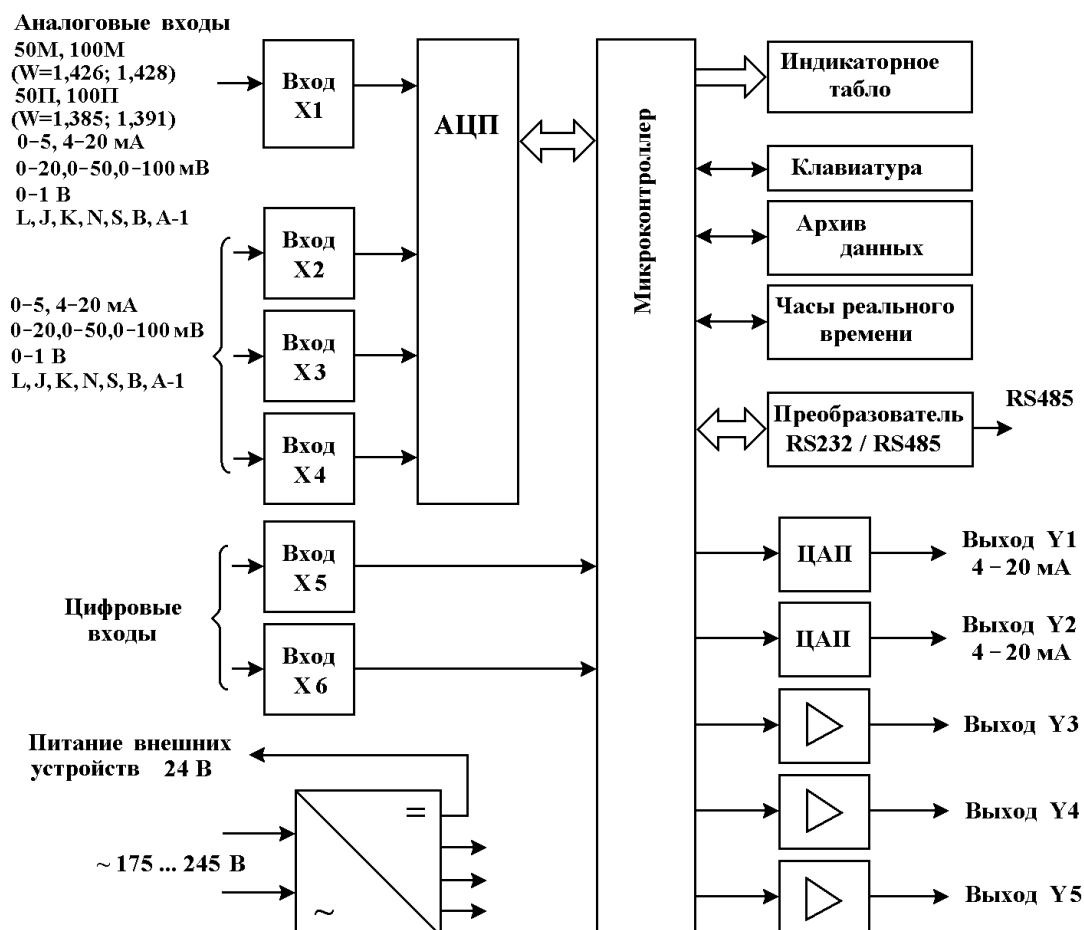 Аналоговые входы
50М, 100М
(W=1,426; 1,428)
50П, 100П
(W=1,385; 1,391)
0-5, 4-20 мА
0-20,0-50,0-100 мВ
0-1 В
L, J, K, N, S, B, A-1
0-5, 4-20 мА
0-20,0-50,0-100 мВ
0-1 В
L, J, K, N, S, B, A-1
Цифровые
входы
Питание внешних
устройств 24 В
~ 175 ... 245 В
Вход
X1
Вход
X2
Вход
X3
Вход
X4
Вход
X5
Вход
X6
=
~
АЦП
Микроконтроллер
Индикаторное
табло
Клавиатура
Архив
данных
Часы реального
времени
Преобразователь
RS232 / RS485
RS485
ЦАП
Выход Y1
4 - 20 мА
ЦАП
Выход Y2
4 - 20 мА
Выход Y3
Выход Y4
Выход Y5